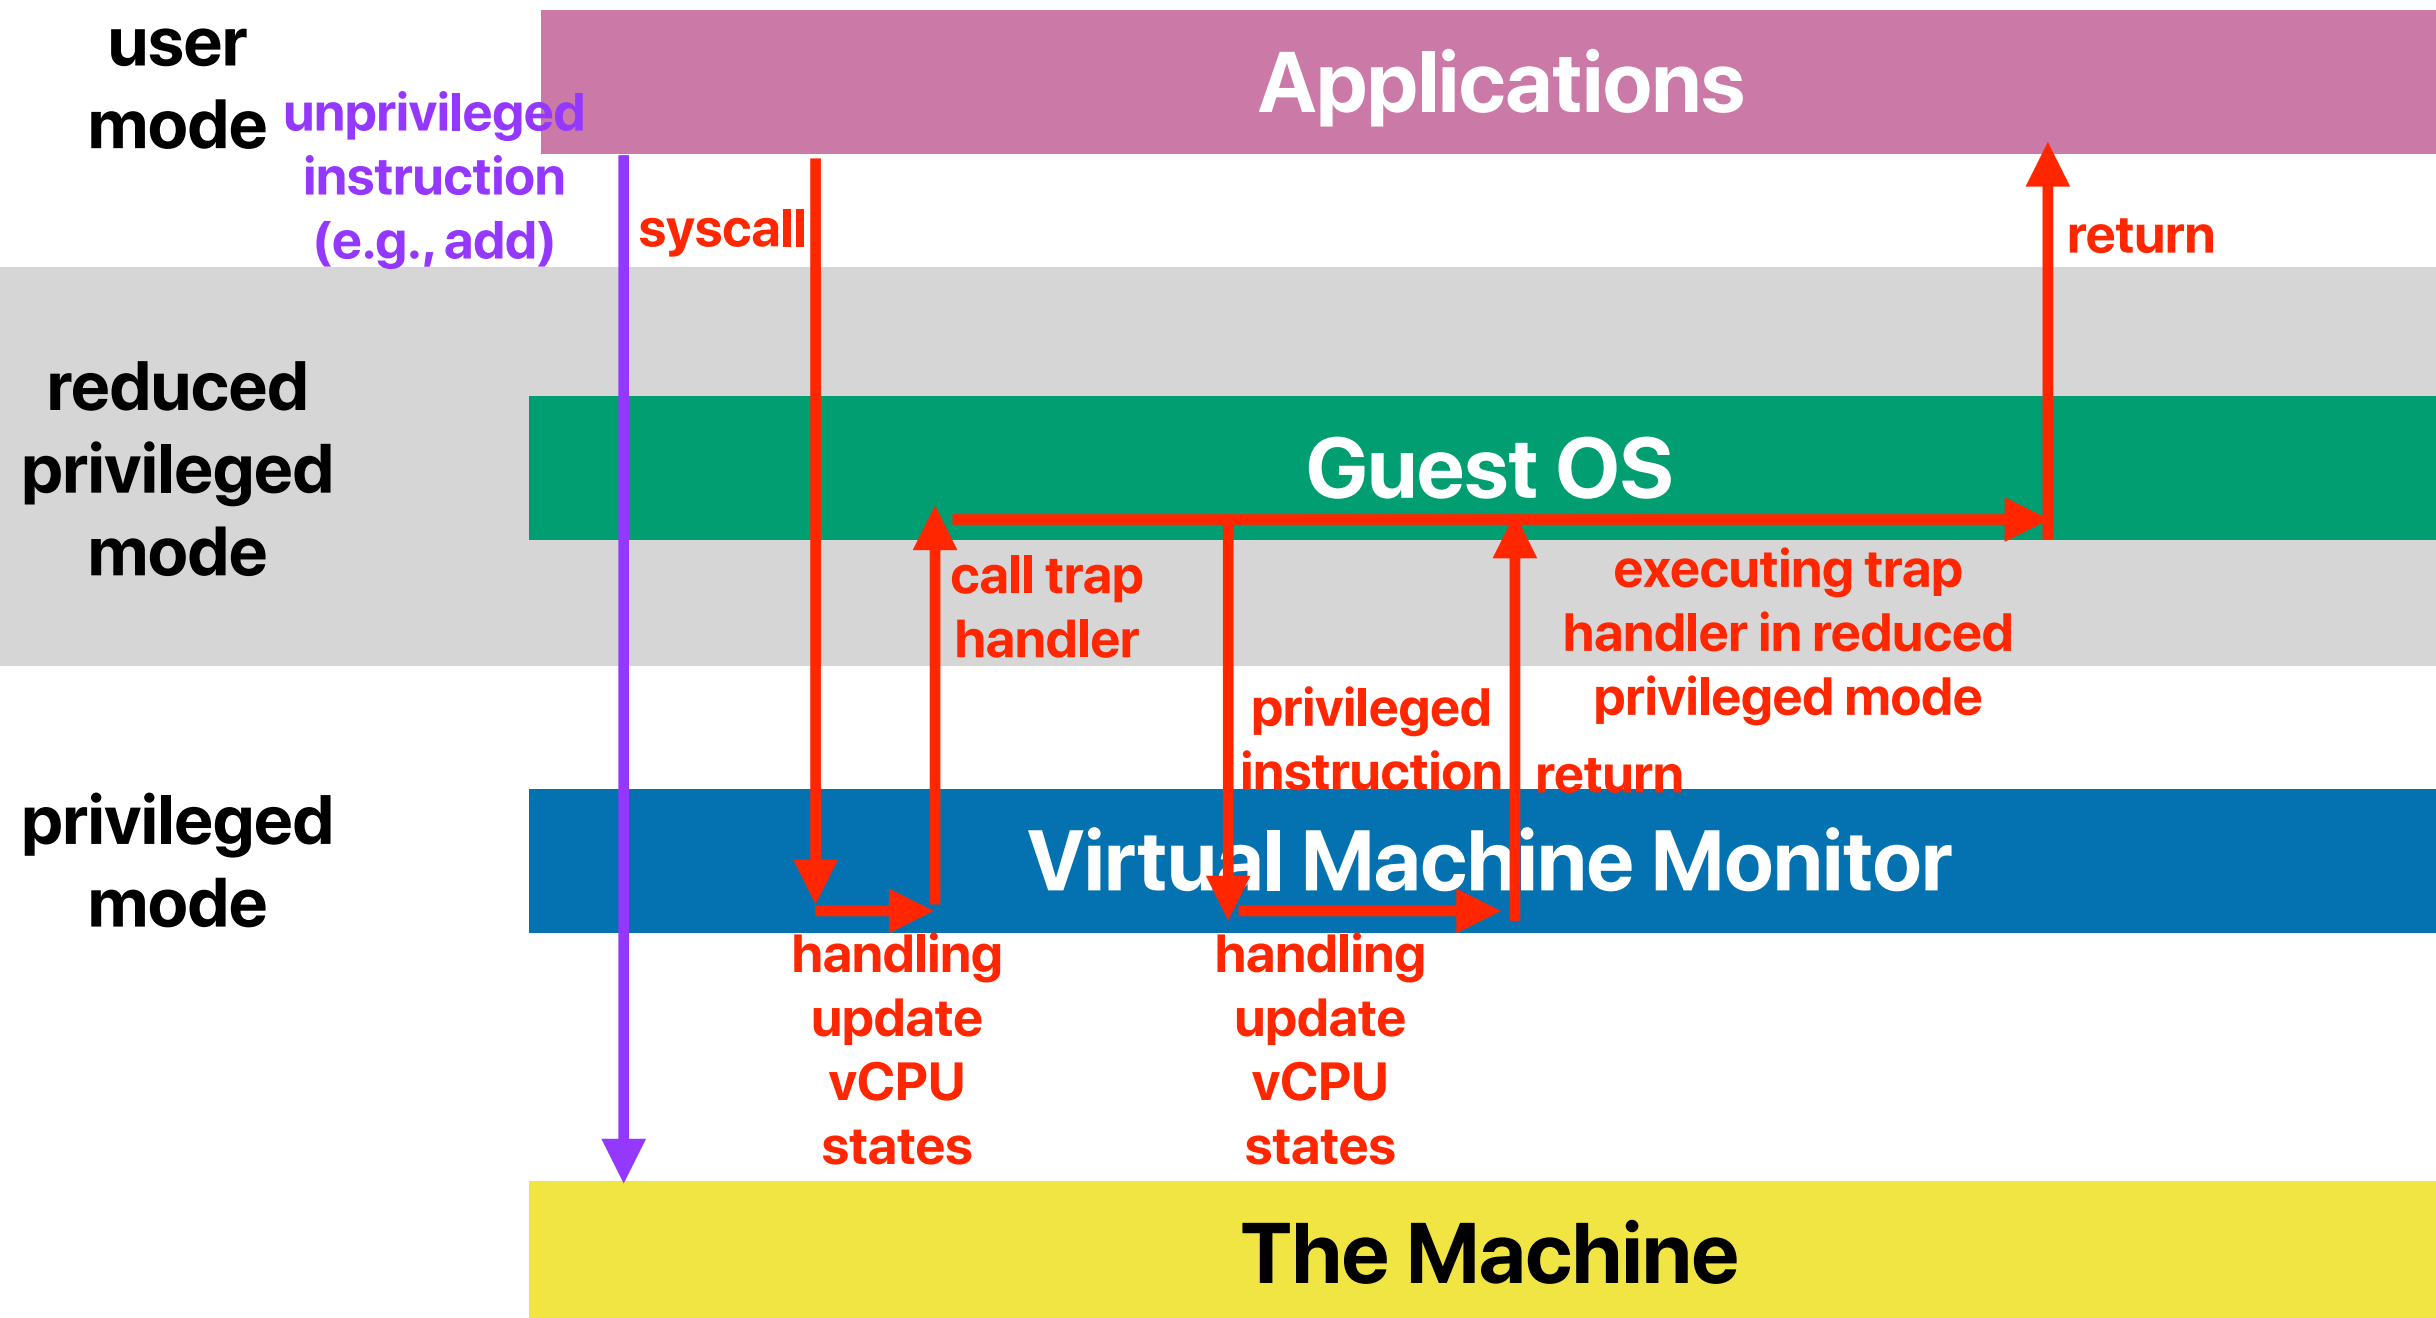 user
mode
Applications
unprivileged
instruction
(e.g., add)
syscall
return
reduced
privileged
mode
Guest OS
call trap
handler
executing trap
handler in reduced
privileged mode
privileged
instruction
return
privileged
mode
Virtual Machine Monitor
handling
update
vCPU
states
handling
update
vCPU
states
The Machine